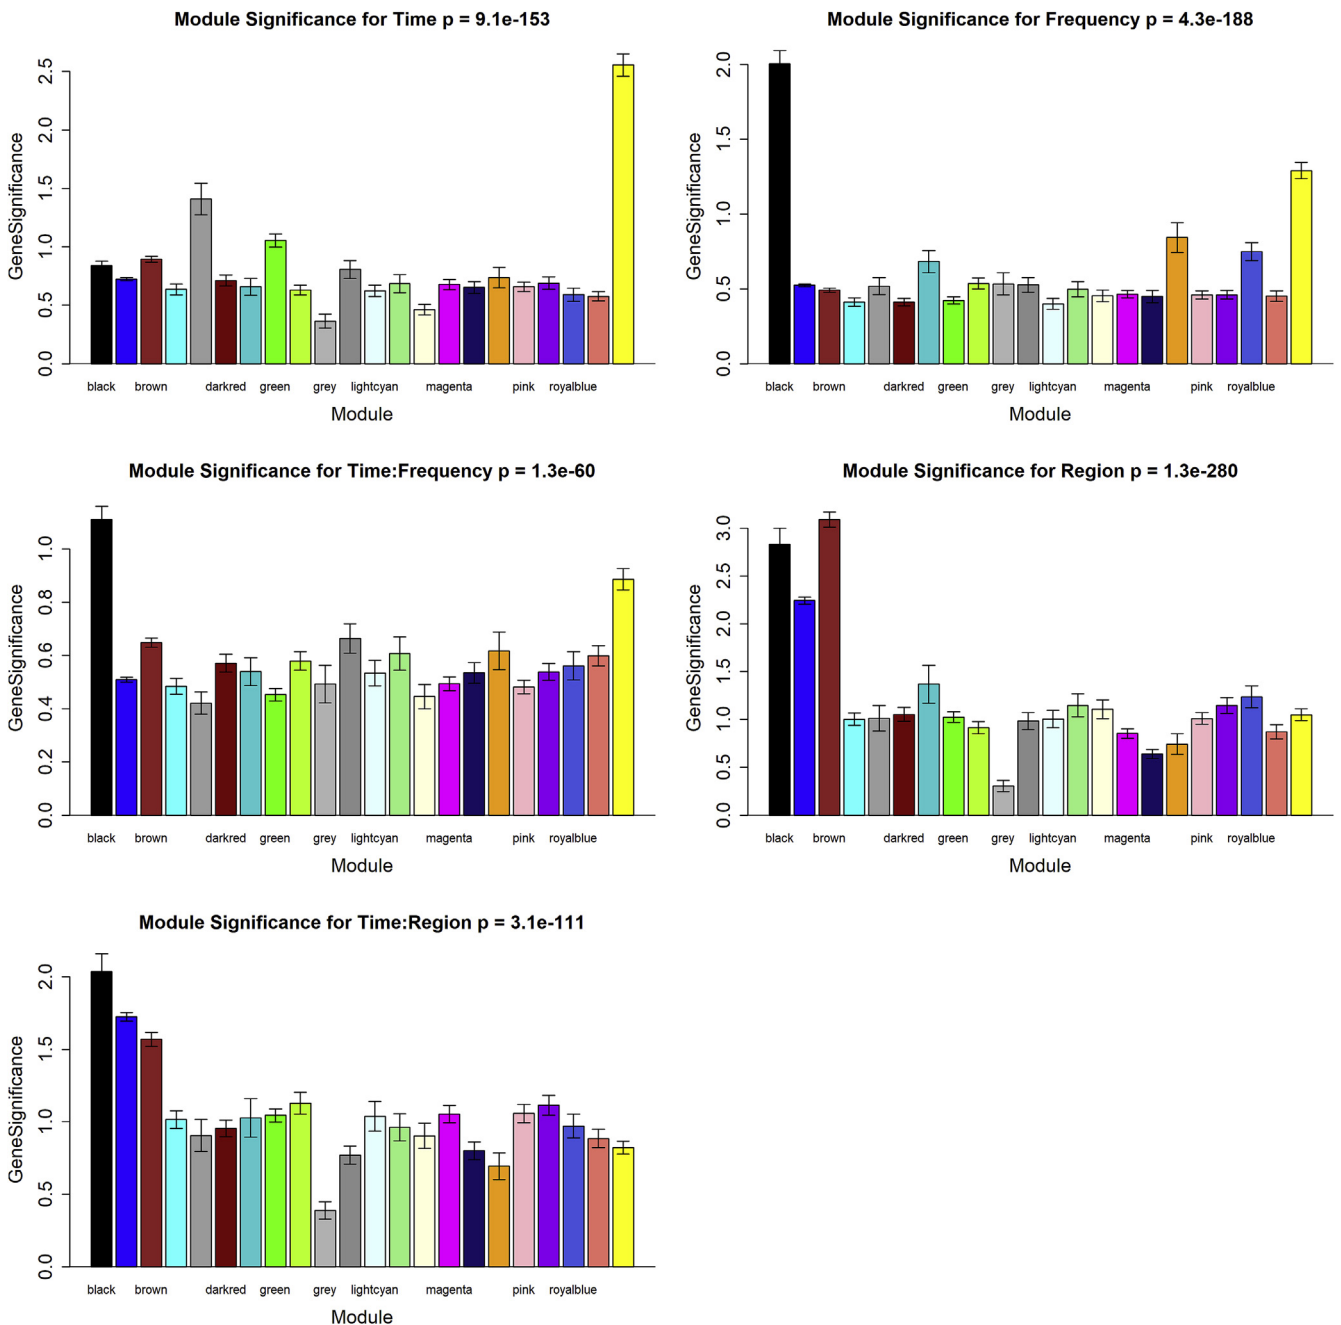 Module Significance for Time p = 9.1e-153
GeneSignificance
0.0 0.5 1.0 1.5 2.0 2.5
black brown darkred green grey lightcyan magenta pink royalblue
Module
Module Significance for Frequency p = 4.3e-188
GeneSignificance
0.0 0.5 1.0 1.5 2.0
black brown darkred green grey lightcyan magenta pink royalblue
Module
Module Significance for Time:Frequency p = 1.3e-60
GeneSignificance
0.0 0.2 0.4 0.6 0.8 1.0
black brown darkred green grey lightcyan magenta pink royalblue
Module
Module Significance for Region p = 1.3e-280
GeneSignificance
0.0 0.5 1.0 1.5 2.0 2.5 3.0
black brown darkred green grey lightcyan magenta pink royalblue
Module
Module Significance for Time:Region p = 3.1e-111
GeneSignificance
0.0 0.5 1.0 1.5 2.0
black brown darkred green grey lightcyan magenta pink royalblue
Module